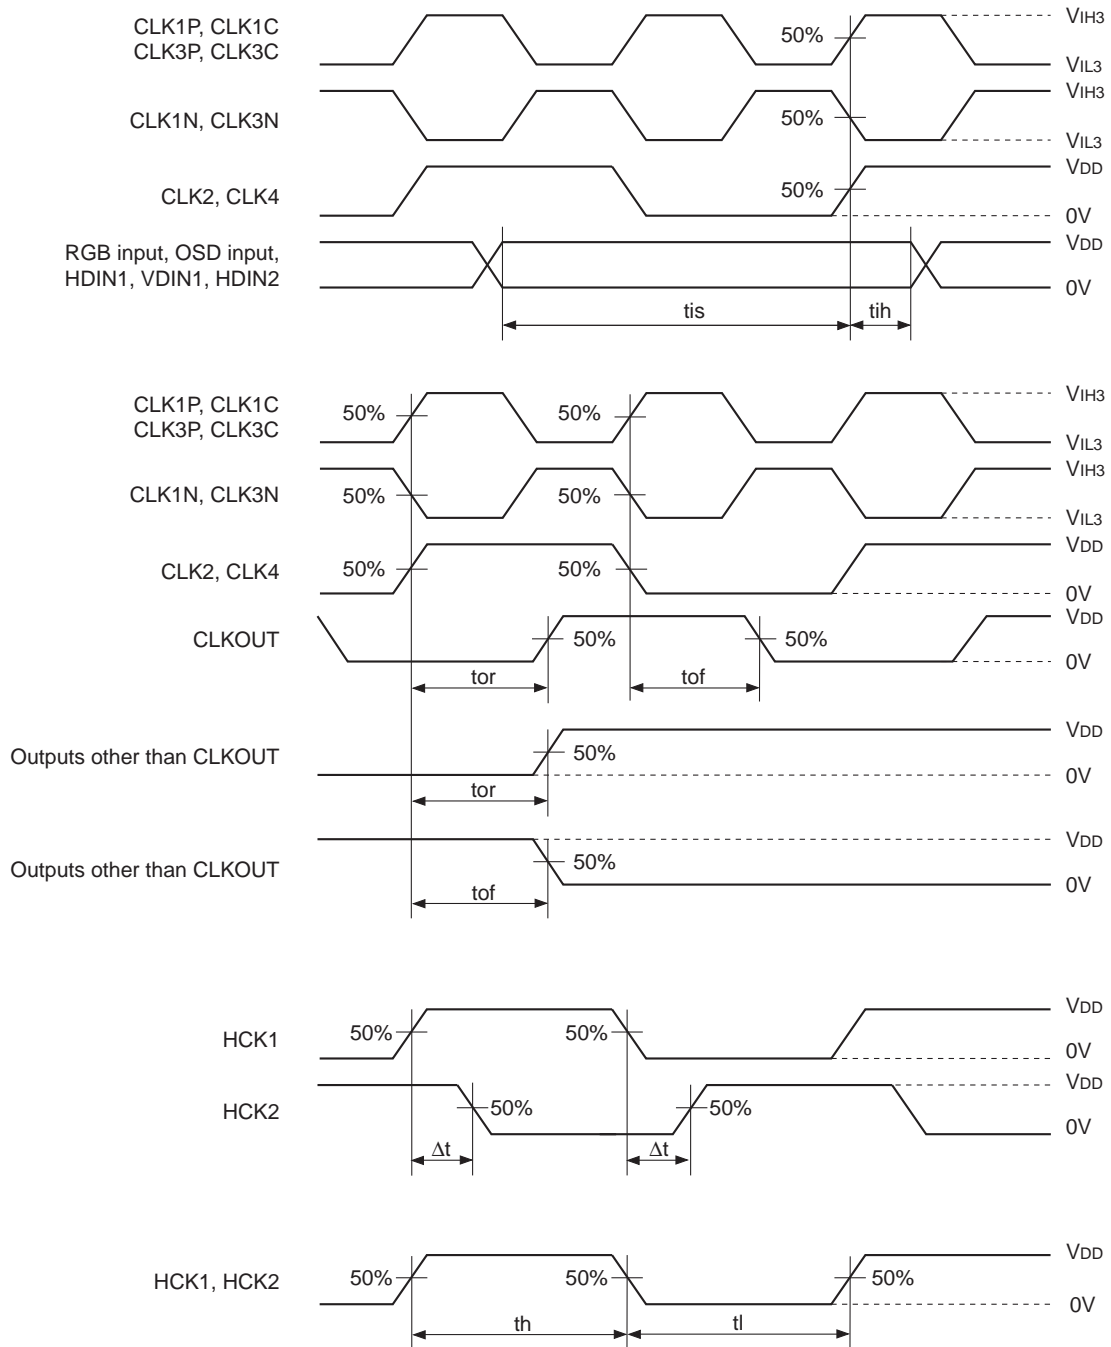 CLK1P, CLK1C
CLK3P, CLK3C
50%
VIH3
VIL3
CLK1N, CLK3N
50%
VIH3
VIL3
CLK2, CLK4
50%
VDD
0V
RGB input, OSD input,
HDIN1, VDIN1, HDIN2
VDD
0V
tis
tih
CLK1P, CLK1C
CLK3P, CLK3C
50%
50%
VIH3
VIL3
CLK1N, CLK3N
50%
50%
VIH3
VIL3
CLK2, CLK4
50%
50%
VDD
0V
CLKOUT
50%
50%
VDD
0V
tor
tof
Outputs other than CLKOUT
50%
VDD
0V
tor
Outputs other than CLKOUT
50%
VDD
0V
tof
HCK1
50%
50%
VDD
0V
HCK2
50%
50%
VDD
0V
Δt
Δt
HCK1, HCK2
50%
50%
50%
VDD
0V
th
tl